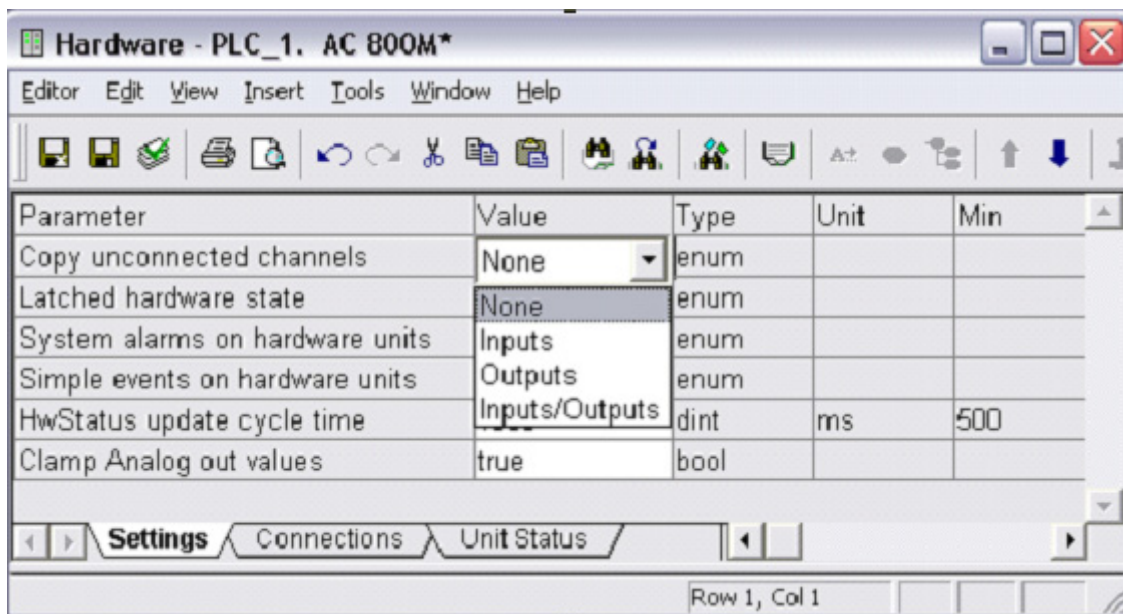 Hardware - PLC_1. AC 800M*
Editor Edit View Insert Tools Window Help
Parameter Value Type Unit Min
Copy unconnected channels None enum
Latched hardware state None enum
System alarms on hardware units Inputs enum
Simple events on hardware units Outputs enum
Inputs/Outputs
HwStatus update cycle time dint ms 500
Clamp Analog out values true bool
Settings Connections Unit Status
Row 1, Col 1